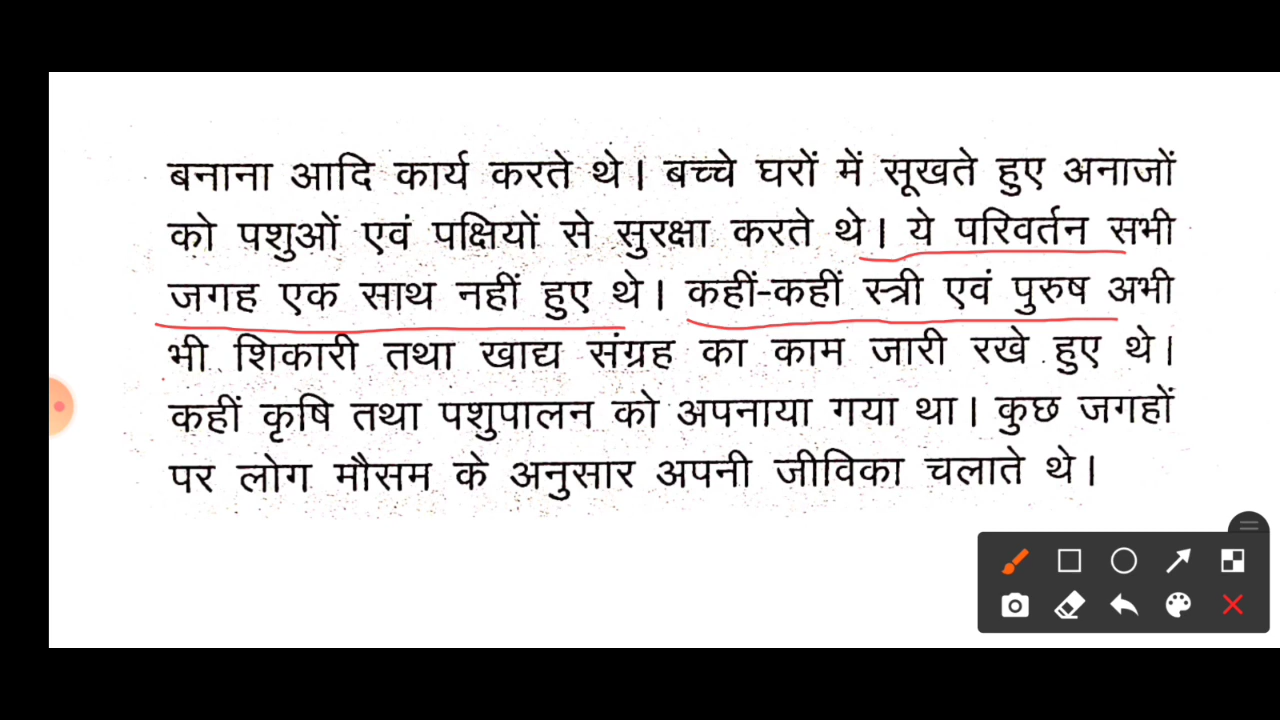 बनाना आदि कार्य करते थे। बच्चे घरों में सूखते हुए अनाजों
को पशुओं एवं पक्षियों से सुरक्षा करते थे। ये परिवर्तन सभी
जगह एक साथ नहीं हुए थे। कहीं-कहीं स्त्री एवं पुरुष अभी
भी शिकारी तथा खाद्य संग्रह का काम जारी रखे हुए थे।
कहीं कृषि तथा पशुपालन को अपनाया गया था। कुछ जगहों
पर लोग मौसम के अनुसार अपनी जीविका चलाते थे।